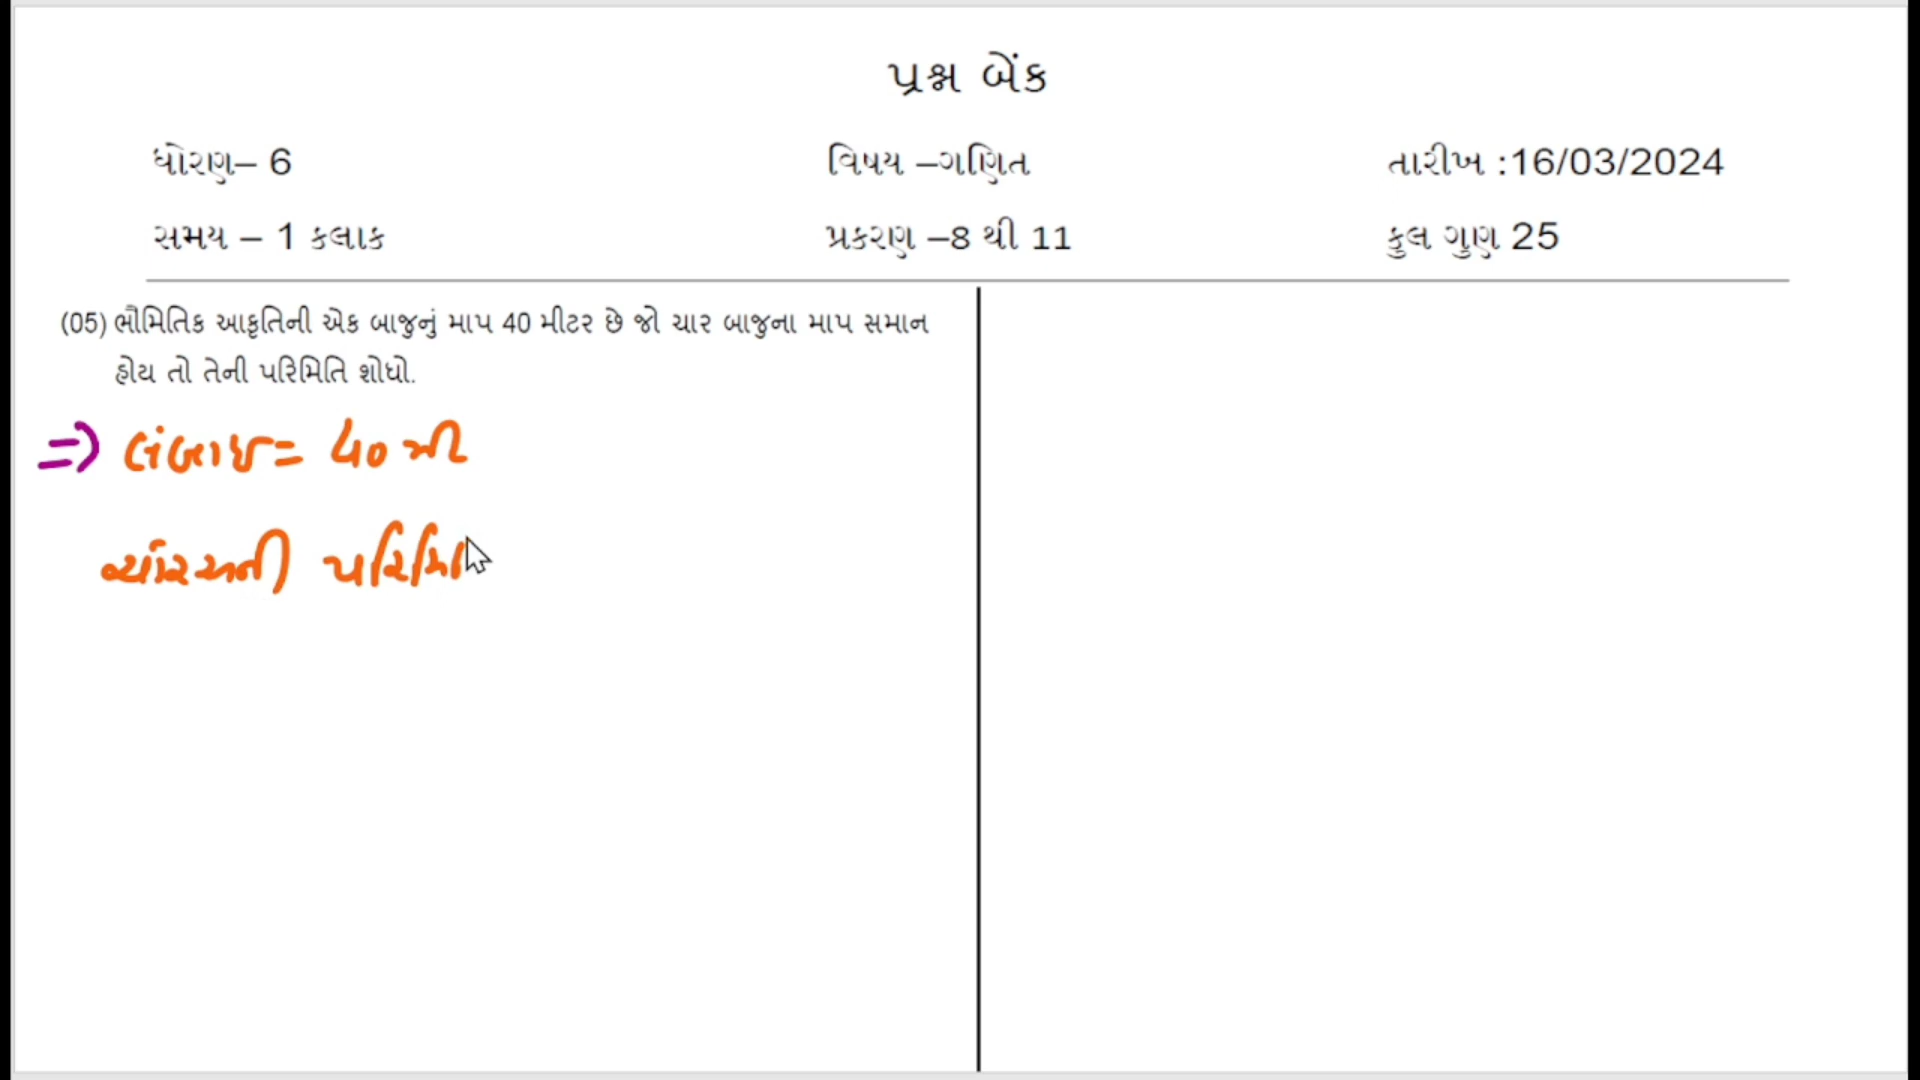 પ્રશ્ન બેંક
ધોરણ– 6 વિષય –ગણિત તારીખ :16/03/2024
સમય – 1 કલાક પ્રકરણ –8 થી 11 કુલ ગુણ 25
(05) ભૌમિતિક આકૃતિની એક બાજુનું માપ 40 મીટર છે જો ચાર બાજુના માપ સમાન
હોય તો તેની પરિમિતિ શોધો.
⇒ લંબાઇ = 40 મી
ચોરસની પરિમિ